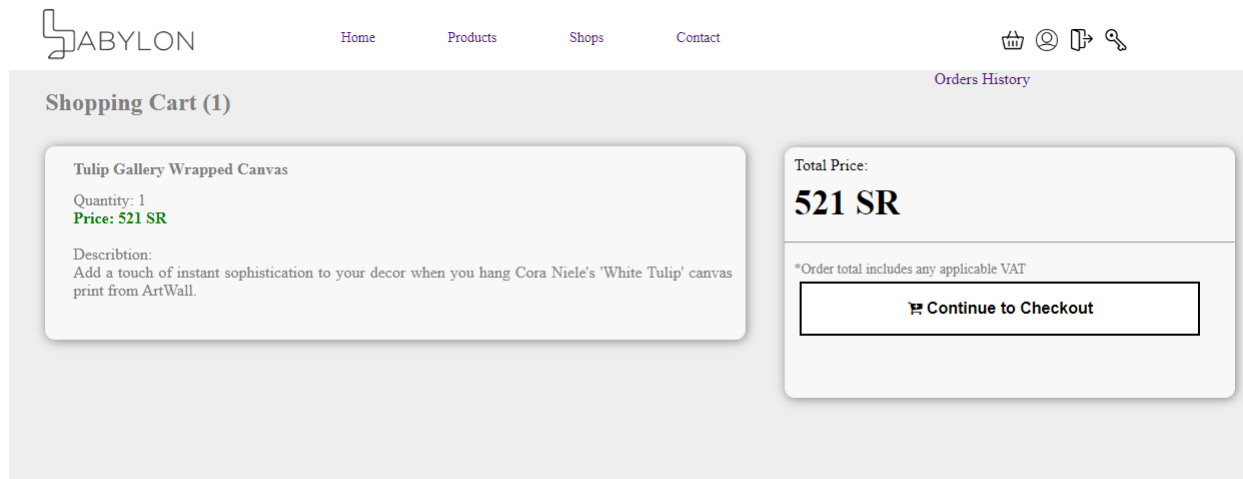 BABYLON
Home Products Shops Contact
Orders History
Shopping Cart (1)
Tulip Gallery Wrapped Canvas
Quantity: 1
Price: 521 SR
Describtion:
Add a touch of instant sophistication to your decor when you hang Cora Niele's 'White Tulip' canvas
print from ArtWall.
Total Price:
521 SR
*Order total includes any applicable VAT
Continue to Checkout